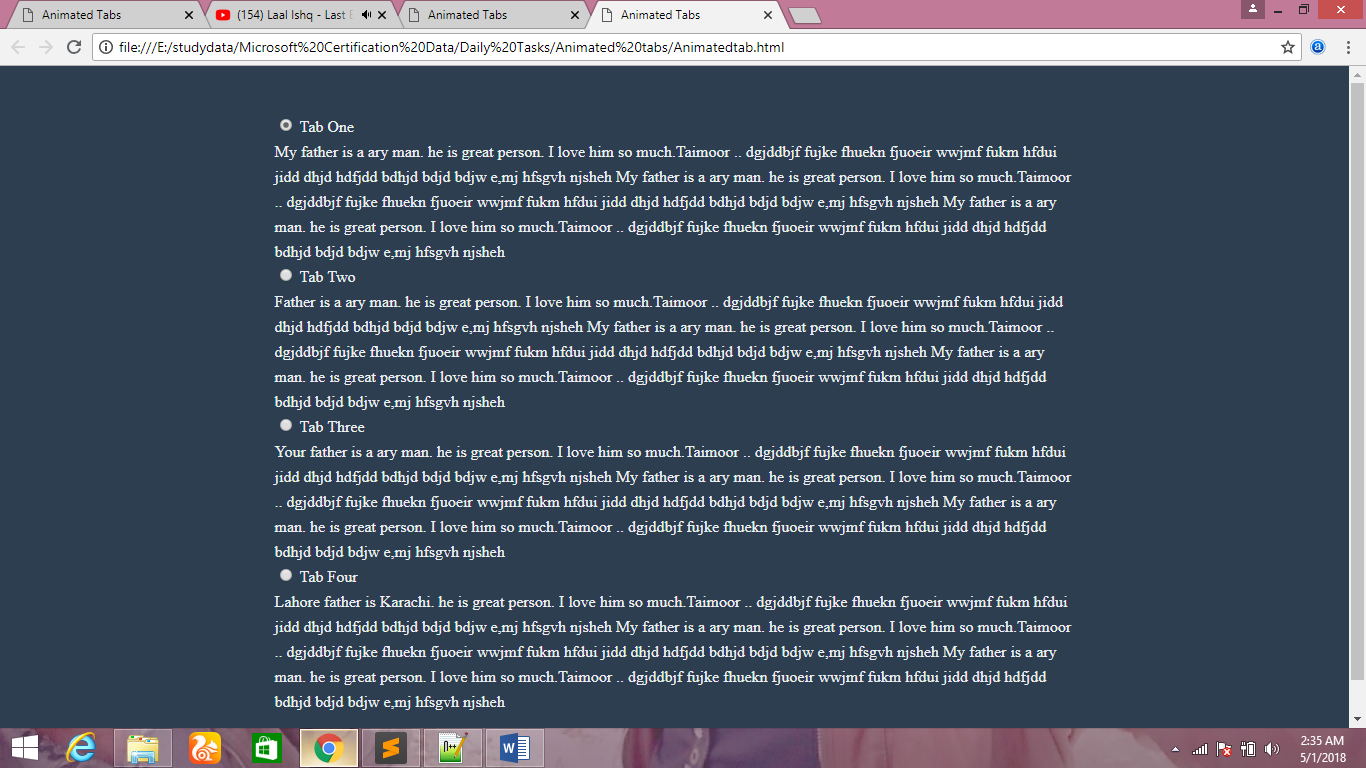 Animated Tabs
(154) Laal Ishq - Last
Animated Tabs
Animated Tabs
file:///E:/studydata/Microsoft%20Certification%20Data/Daily%20Tasks/Animated%20tabs/Animatedtab.html
a
Tab One
My father is a ary man. he is great person. I love him so much.Taimoor .. dgjddbjf fujke fhuekn fjuoeir wwjmf fukm hfdui
jidd dhjd hdfjdd bdhjd bdjd bdjw e,mj hfsgvh njsheh My father is a ary man. he is great person. I love him so much.Taimoor
.. dgjddbjf fujke fhuekn fjuoeir wwjmf fukm hfdui jidd dhjd hdfjdd bdhjd bdjd bdjw e,mj hfsgvh njsheh My father is a ary
man. he is great person. I love him so much.Taimoor .. dgjddbjf fujke fhuekn fjuoeir wwjmf fukm hfdui jidd dhjd hdfjdd
bdhjd bdjd bdjw e,mj hfsgvh njsheh
Tab Two
Father is a ary man. he is great person. I love him so much.Taimoor .. dgjddbjf fujke fhuekn fjuoeir wwjmf fukm hfdui jidd
dhjd hdfjdd bdhjd bdjd bdjw e,mj hfsgvh njsheh My father is a ary man. he is great person. I love him so much.Taimoor ..
dgjddbjf fujke fhuekn fjuoeir wwjmf fukm hfdui jidd dhjd hdfjdd bdhjd bdjd bdjw e,mj hfsgvh njsheh My father is a ary
man. he is great person. I love him so much.Taimoor .. dgjddbjf fujke fhuekn fjuoeir wwjmf fukm hfdui jidd dhjd hdfjdd
bdhjd bdjd bdjw e,mj hfsgvh njsheh
Tab Three
Your father is a ary man. he is great person. I love him so much.Taimoor .. dgjddbjf fujke fhuekn fjuoeir wwjmf fukm hfdui
jidd dhjd hdfjdd bdhjd bdjd bdjw e,mj hfsgvh njsheh My father is a ary man. he is great person. I love him so much.Taimoor
.. dgjddbjf fujke fhuekn fjuoeir wwjmf fukm hfdui jidd dhjd hdfjdd bdhjd bdjd bdjw e,mj hfsgvh njsheh My father is a ary
man. he is great person. I love him so much.Taimoor .. dgjddbjf fujke fhuekn fjuoeir wwjmf fukm hfdui jidd dhjd hdfjdd
bdhjd bdjd bdjw e,mj hfsgvh njsheh
Tab Four
Lahore father is Karachi. he is great person. I love him so much.Taimoor .. dgjddbjf fujke fhuekn fjuoeir wwjmf fukm hfdui
jidd dhjd hdfjdd bdhjd bdjd bdjw e,mj hfsgvh njsheh My father is a ary man. he is great person. I love him so much.Taimoor
.. dgjddbjf fujke fhuekn fjuoeir wwjmf fukm hfdui jidd dhjd hdfjdd bdhjd bdjd bdjw e,mj hfsgvh njsheh My father is a ary
man. he is great person. I love him so much.Taimoor .. dgjddbjf fujke fhuekn fjuoeir wwjmf fukm hfdui jidd dhjd hdfjdd
bdhjd bdjd bdjw e,mj hfsgvh njsheh
2:35 AM
5/1/2018